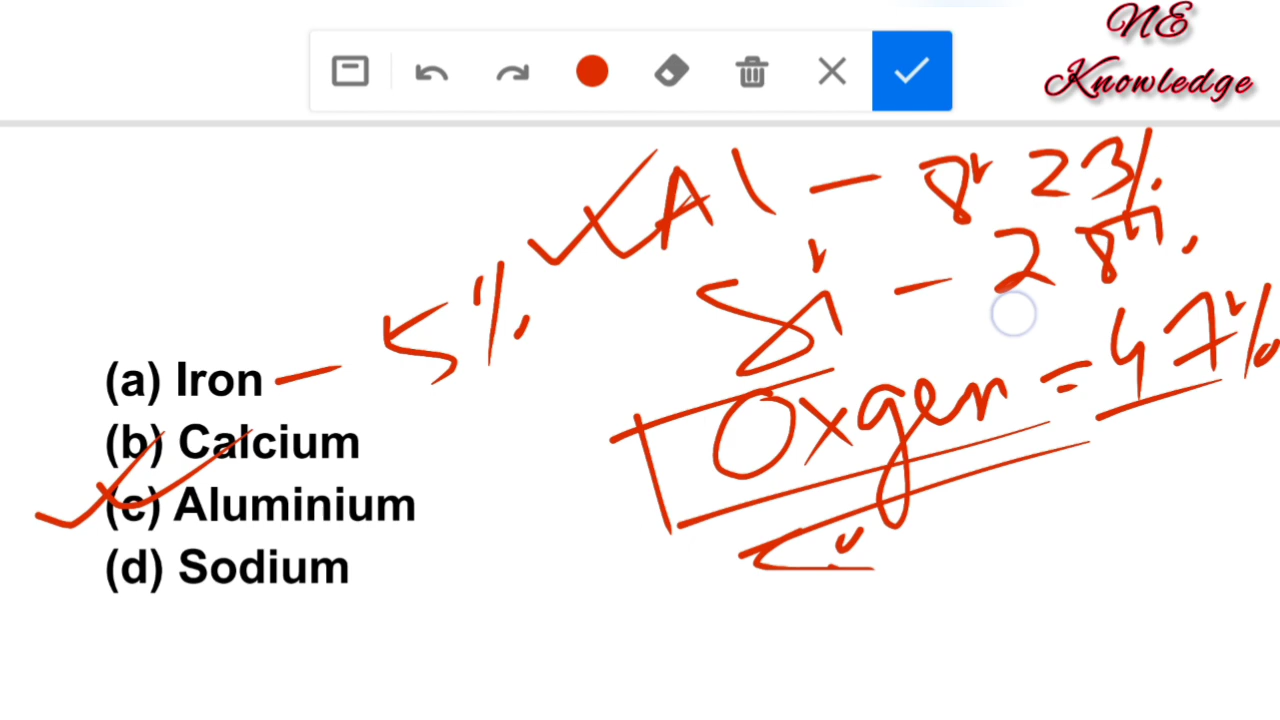 NE
Knowledge
Al - 8.23%
Si - 28%.
(a) Iron - 5%
Oxgen = 47%
(b) Calcium
(c) Aluminium
(d) Sodium